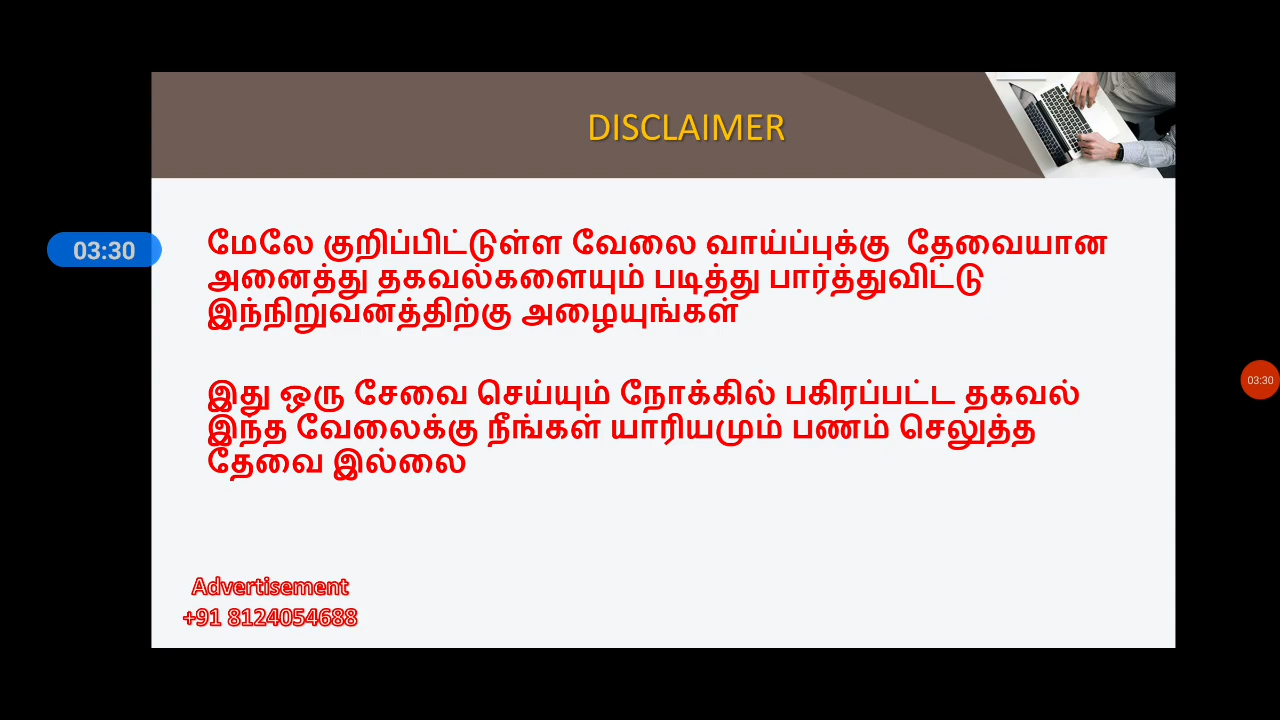 DISCLAIMER
மேலே குறிப்பிட்டுள்ள வேலை வாய்ப்புக்கு தேவையான
அனைத்து தகவல்களையும் படித்து பார்த்துவிட்டு
இந்நிறுவனத்திற்கு அழையுங்கள்
03:30
03:30
இது ஒரு சேவை செய்யும் நோக்கில் பகிரப்பட்ட தகவல்
இந்த வேலைக்கு நீங்கள் யாரியமும் பணம் செலுத்த
தேவை இல்லை
Advertisement
+91 8124054688